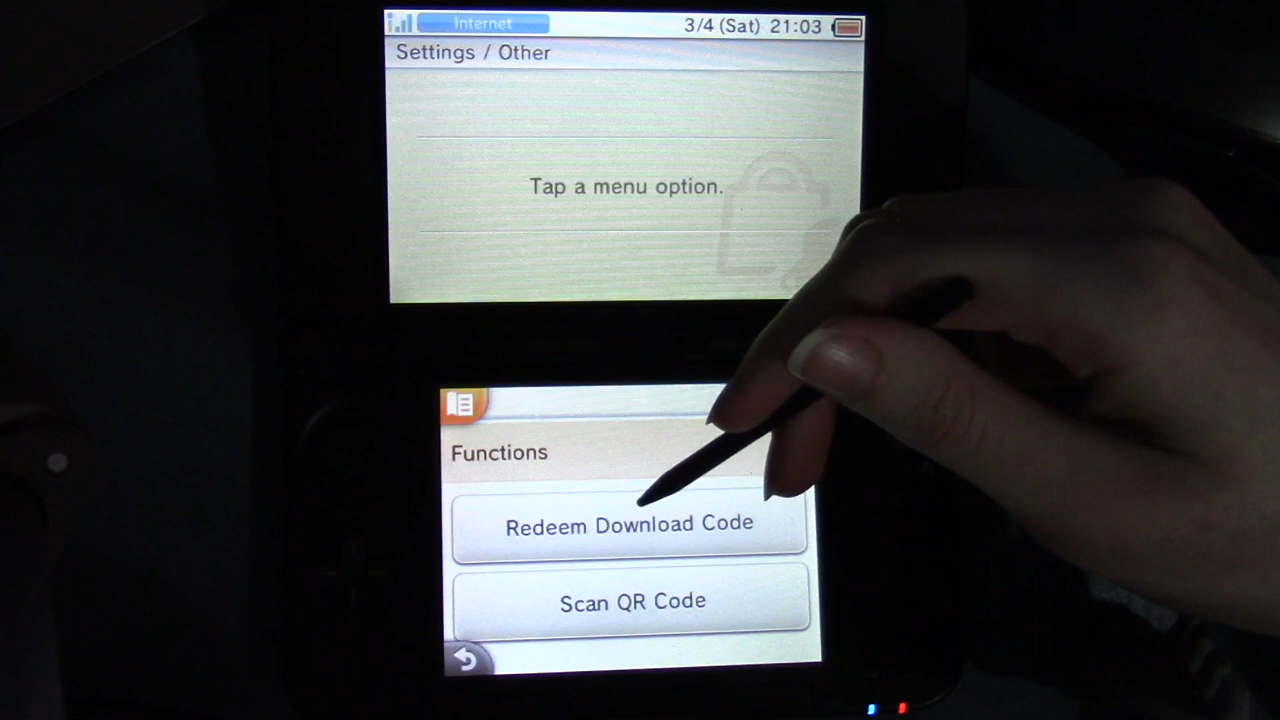 Internet
3/4 (Sat) 21:03
Settings / Other
Tap a menu option.
Functions
Redeem Download Code
Scan QR Code